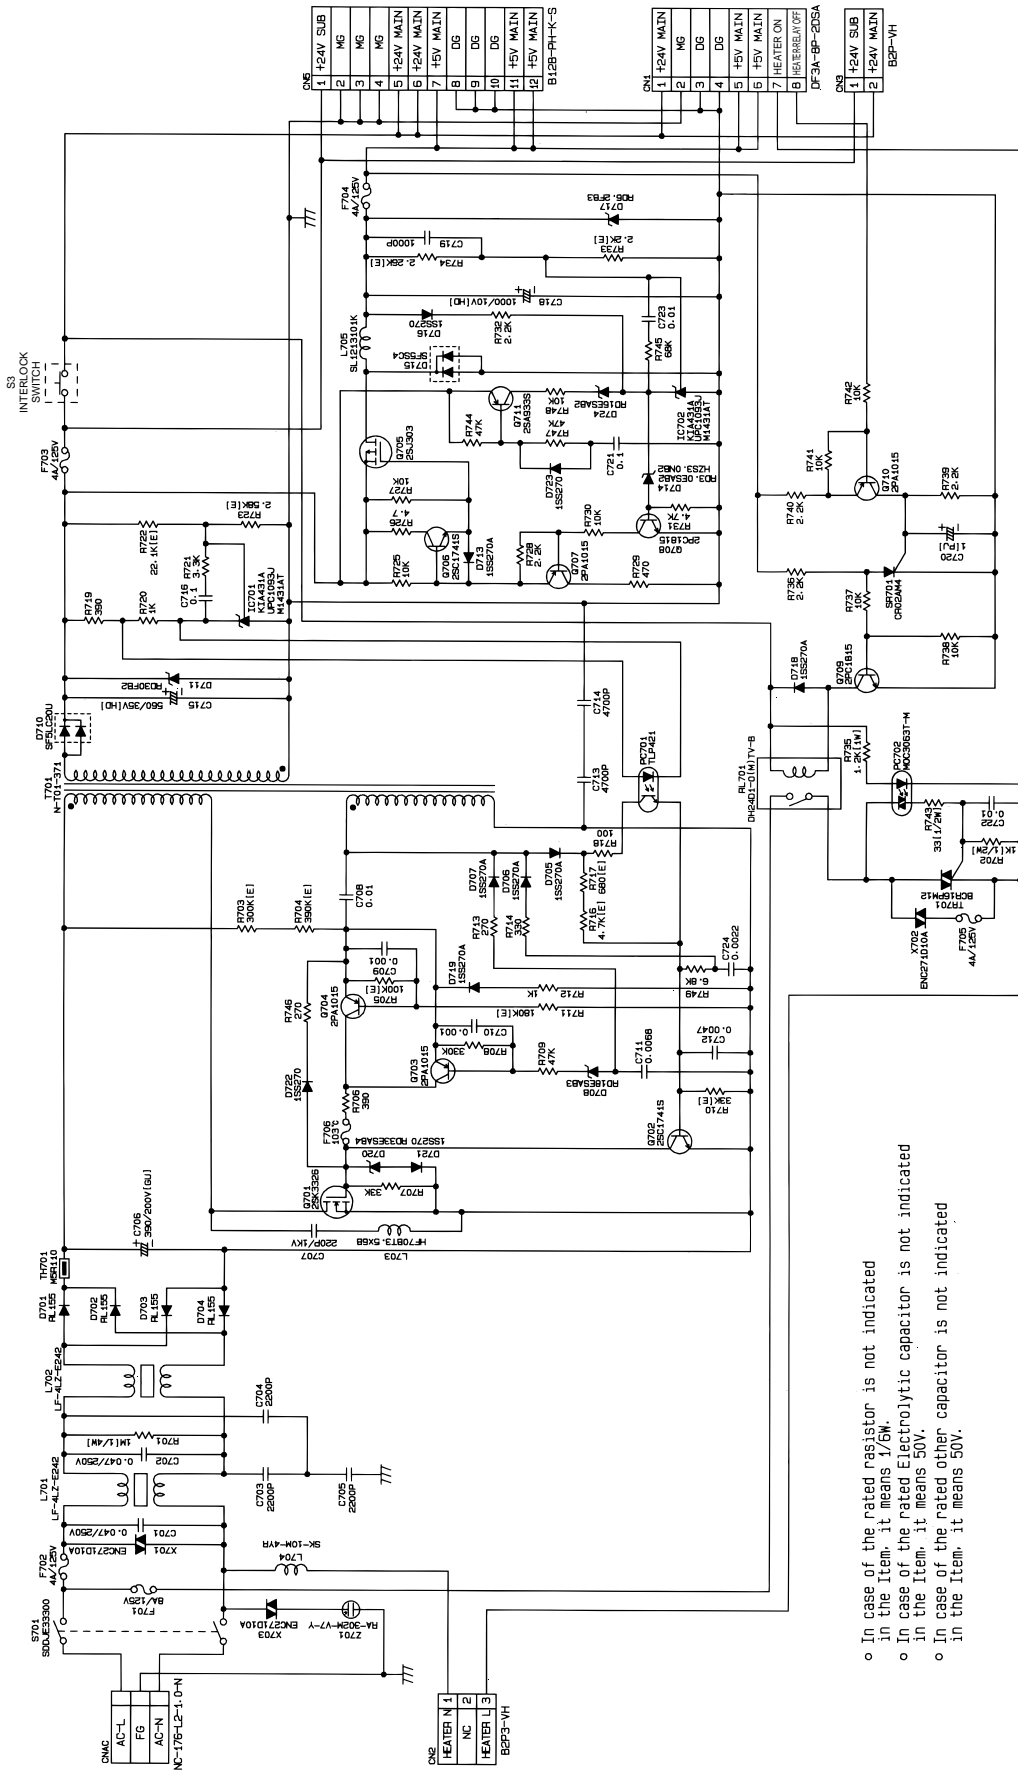 S3
INTERLOCK
SWITCH
CN5
1 +24V SUB
2 MG
3 MG
4 MG
5 +24V MAIN
6 +24V MAIN
7 +5V MAIN
8 DG
9 DG
10 DG
11 +5V MAIN
12 +5V MAIN
B12B-PH-K-S
CN1
1 +24V MAIN
2 MG
3 DG
4 DG
5 +5V MAIN
6 +5V MAIN
7 HEATER ON
8 HEATER-RELAY OFF
DF3A-8P-2DSA
CN3
1 +24V SUB
2 +24V MAIN
B2P-VH
F703
4A/125V
F704
4A/125V
R722
22.1K[E]
R723
2.56K[E]
R719
390
R720
1K
R721
3.3K
C716
0.1
IC701
KIA431A
UPC1093J
M1431AT
D711
RD30FB2
C715
560/35V[HD]
D710
SF5LC20U
T701
N-T01-371
L705
SL1213101K
C719
1000P
R734
2.26K[E]
R733
2.2K[E]
D717
RD6.2FB3
C718
1000/10V[HD]
D716
1SS270
R732
2.2K
D715
SF5SC4
C723
0.01
R745
68K
Q711
2SA933S
R744
47K
R748
10K
R747
47K
D724
RD16ESAB2
IC702
KIA431A
UPC1093J
M1431AT
C721
0.1
D723
1SS270
D714
RD3.0ESAB2
HZS3.0NB2
Q705
2SJ303
R727
10K
R726
4.7
R725
10K
Q706
2SC1741S
D713
1SS270A
R728
2.2K
R730
10K
R731
4.7K
Q708
2PC1815
Q707
2PA1015
R729
470
R742
10K
R741
10K
R740
2.2K
Q710
2PA1015
R739
2.2K
C720
1[PJ]
R736
2.2K
R737
10K
SR701
CR02AM4
R738
10K
Q709
2PC1815
D718
1SS270A
RL701
DH24D1-O(M)TV-B
R735
1.2K[1W]
PC702
MOC3063T-M
R743
33[1/2W]
C722
0.01
R702
1K[1/2W]
TR701
BCR16PM12
X702
ENC271D10A
F705
4A/125V
C714
4700P
C713
4700P
PC701
TLP421
R718
100
R717
680[E]
R716
4.7K[E]
D705
1SS270A
D706
1SS270A
D707
1SS270A
R713
270
R714
330
C724
0.0022
R749
6.8K
C708
0.01
R703
300K[E]
R704
390K[E]
C709
0.001
R705
100K[E]
Q704
2PA1015
R746
270
D722
1SS270
D719
1SS270A
R712
1K
R711
180K[E]
C710
0.001
R708
330K
Q703
2PA1015
R709
47K
D708
RD18ESAB3
C711
0.0068
C712
0.0047
R710
33K[E]
Q702
2SC1741S
R706
390
F706
103℃
D720
D721
1SS270 RD33ESAB4
R707
33K
Q701
2SK3326
C707
220P/1KV
L703
HF70BT3.5x6B
C706
390/200V[GU]
TH701
M5R110
D701
RL155
D702
RL155
D703
RL155
D704
RL155
L702
LF-4LZ-E242
R701
1M[1/4W]
C702
0.047/250V
C704
2200P
C703
2200P
C705
2200P
L701
LF-4LZ-E242
C701
0.047/250V
X701
ENC271D10A
F702
4A/125V
F701
8A/125V
S701
SDDJE33300
L704
SK-10M-4YR
X703
ENC271D10A
Z701
RA-302M-V7-Y
CNAC
AC-L
FG
AC-N
NC-176-L2-1.0-N
CN2
HEATER N 1
NC 2
HEATER L 3
B2P3-VH
o In case of the rated rasistor is not indicated
in the Item, it means 1/6W.
o In case of the rated Electrolytic capacitor is not indicated
in the Item, it means 50V.
o In case of the rated other capacitor is not indicated
in the Item, it means 50V.